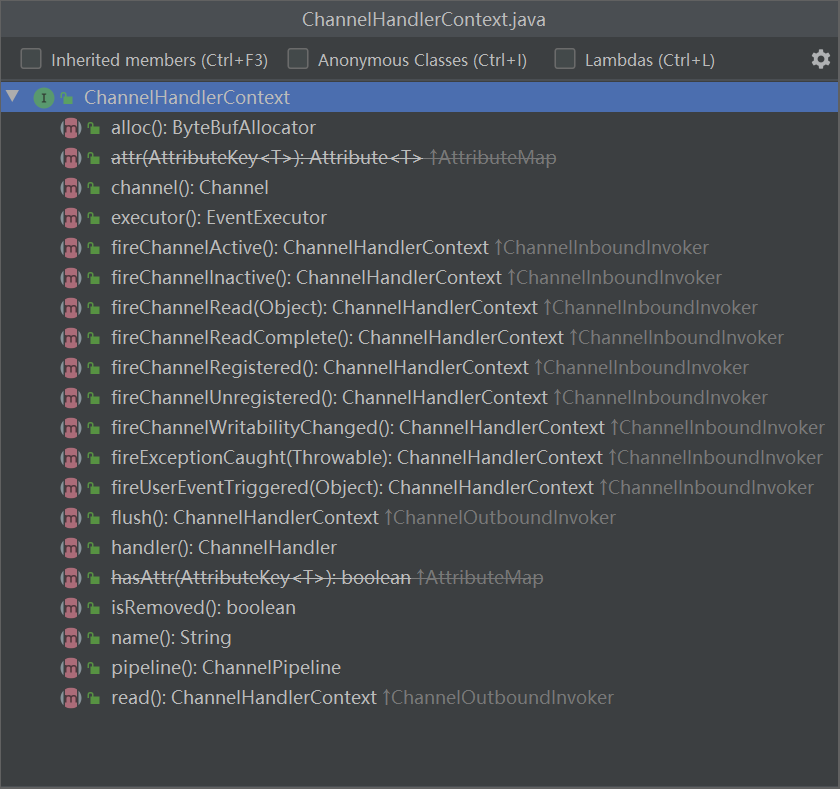 ChannelHandlerContext.java
Inherited members (Ctrl+F3) Anonymous Classes (Ctrl+I) Lambdas (Ctrl+L)
I ChannelHandlerContext
m alloc(): ByteBufAllocator
m attr(AttributeKey<T>): Attribute<T> ↑AttributeMap
m channel(): Channel
m executor(): EventExecutor
m fireChannelActive(): ChannelHandlerContext ↑ChannelInboundInvoker
m fireChannelInactive(): ChannelHandlerContext ↑ChannelInboundInvoker
m fireChannelRead(Object): ChannelHandlerContext ↑ChannelInboundInvoker
m fireChannelReadComplete(): ChannelHandlerContext ↑ChannelInboundInvoker
m fireChannelRegistered(): ChannelHandlerContext ↑ChannelInboundInvoker
m fireChannelUnregistered(): ChannelHandlerContext ↑ChannelInboundInvoker
m fireChannelWritabilityChanged(): ChannelHandlerContext ↑ChannelInboundInvoker
m fireExceptionCaught(Throwable): ChannelHandlerContext ↑ChannelInboundInvoker
m fireUserEventTriggered(Object): ChannelHandlerContext ↑ChannelInboundInvoker
m flush(): ChannelHandlerContext ↑ChannelOutboundInvoker
m handler(): ChannelHandler
m hasAttr(AttributeKey<T>): boolean ↑AttributeMap
m isRemoved(): boolean
m name(): String
m pipeline(): ChannelPipeline
m read(): ChannelHandlerContext ↑ChannelOutboundInvoker